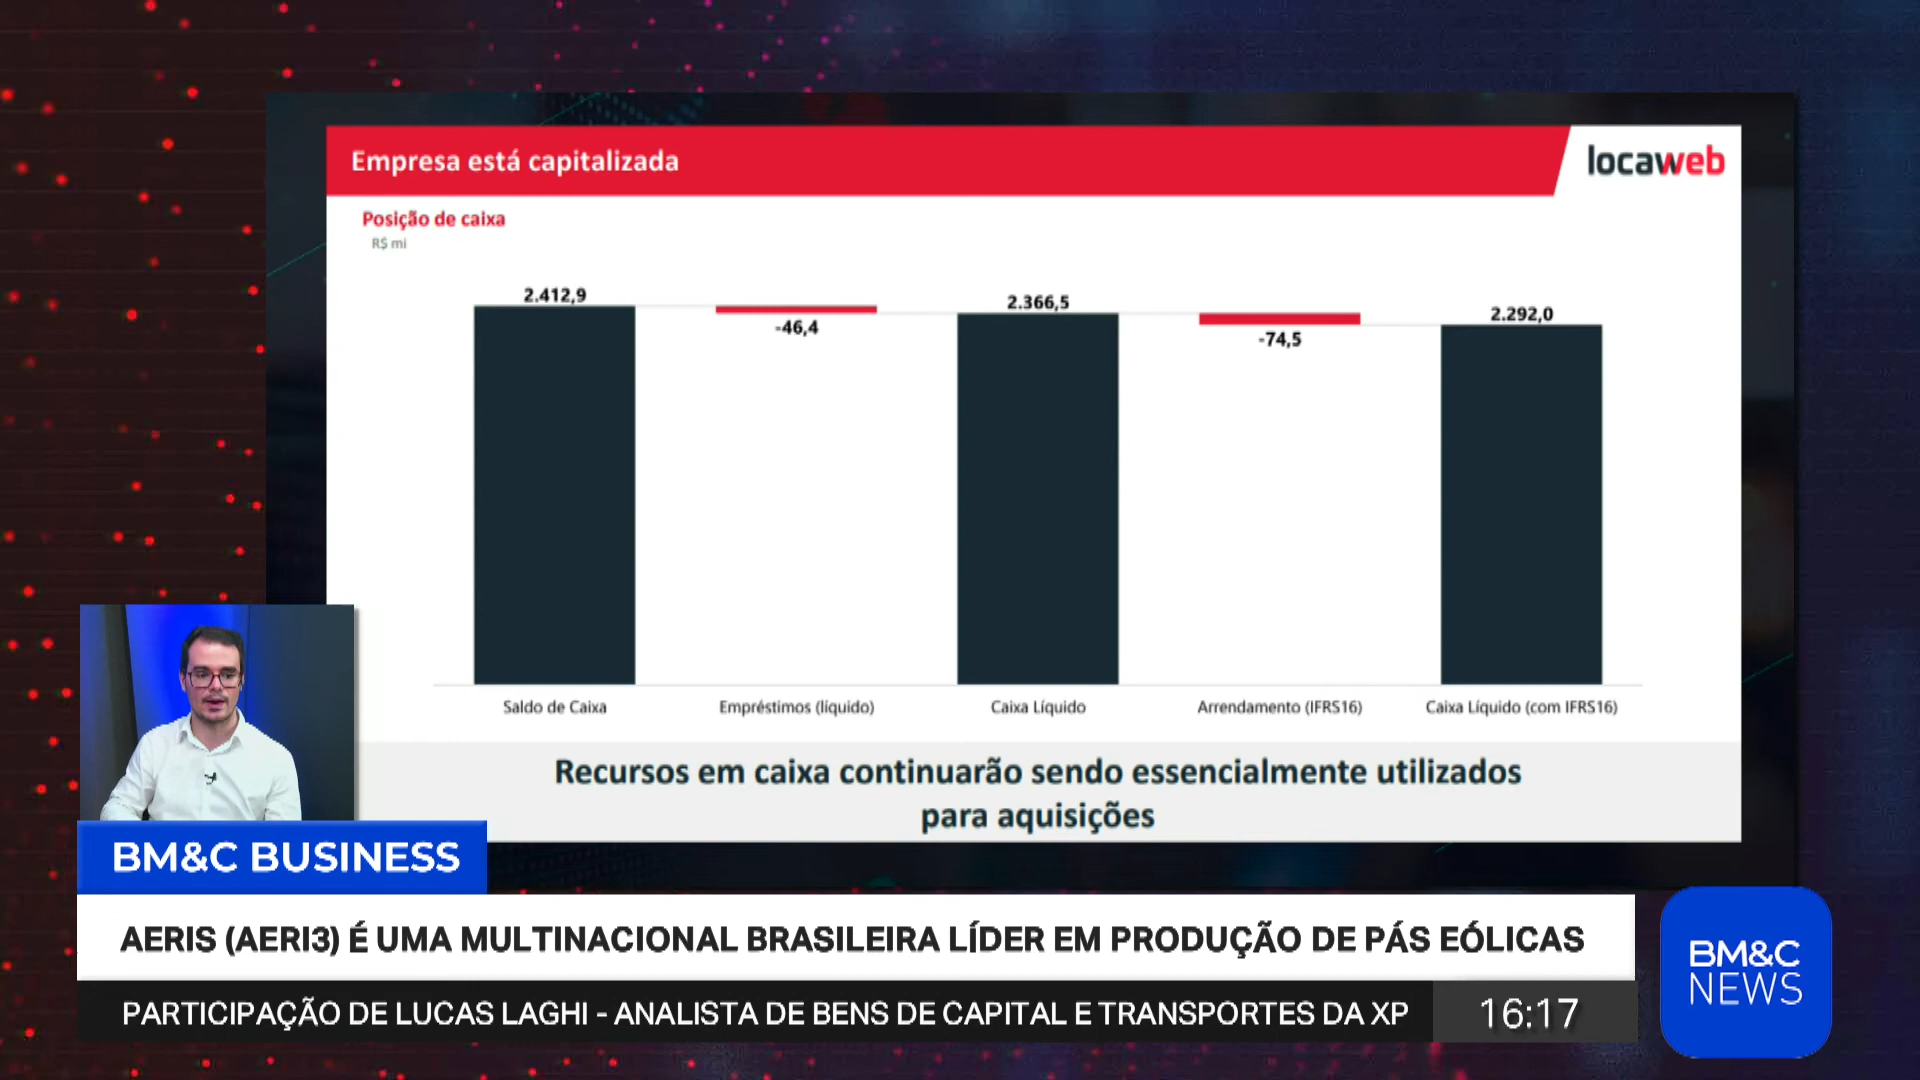 Empresa está capitalizada
locaweb
Posição de caixa
R$ mi
2.412,9
-46,4
2.366,5
-74,5
2.292,0
Saldo de Caixa
Empréstimos (líquido)
Caixa Líquido
Arrendamento (IFRS16)
Caixa Líquido (com IFRS16)
Recursos em caixa continuarão sendo essencialmente utilizados
para aquisições
BM&C BUSINESS
AERIS (AERI3) É UMA MULTINACIONAL BRASILEIRA LÍDER EM PRODUÇÃO DE PÁS EÓLICAS
PARTICIPAÇÃO DE LUCAS LAGHI - ANALISTA DE BENS DE CAPITAL E TRANSPORTES DA XP
16:17
BM&C
NEWS